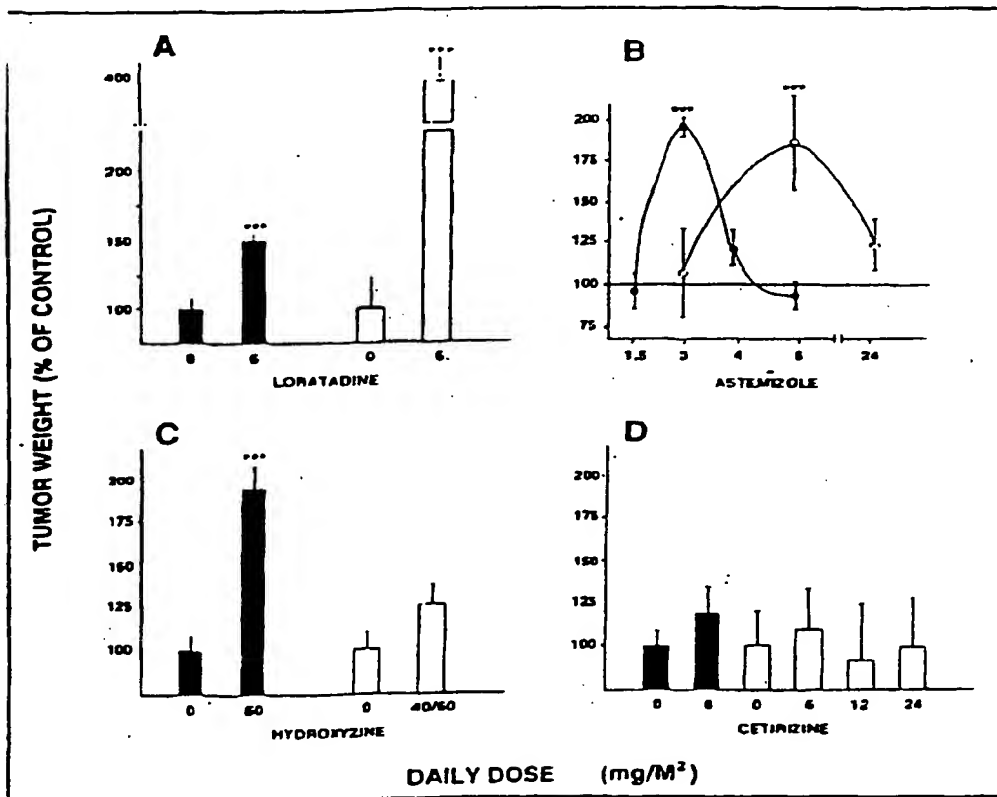 A
TUMOR WEIGHT (% OF CONTROL)
400
200
150
100
***
***
0 6 0 6
LORATADINE
B
200
175
150
125
100
75
***
***
1.5 3 4 6 24
ASTEMIZOLE
C
200
175
150
125
100
***
0 60 0 40/60
HYDROXYZINE
D
200
175
150
125
100
0 6 0 6 12 24
CETIRIZINE
DAILY DOSE (mg/M²)